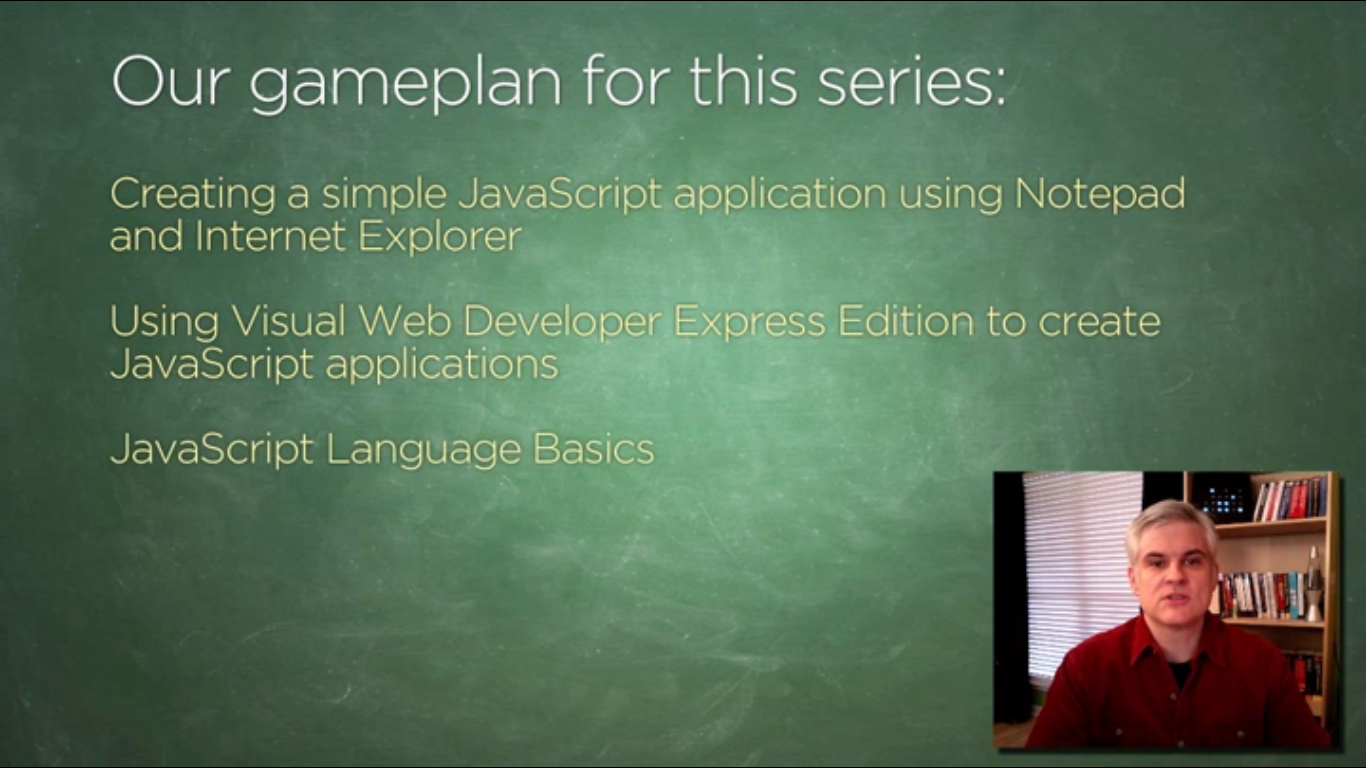 Our gameplan for this series:
Creating a simple JavaScript application using Notepad
and Internet Explorer
Using Visual Web Developer Express Edition to create
JavaScript applications
JavaScript Language Basics